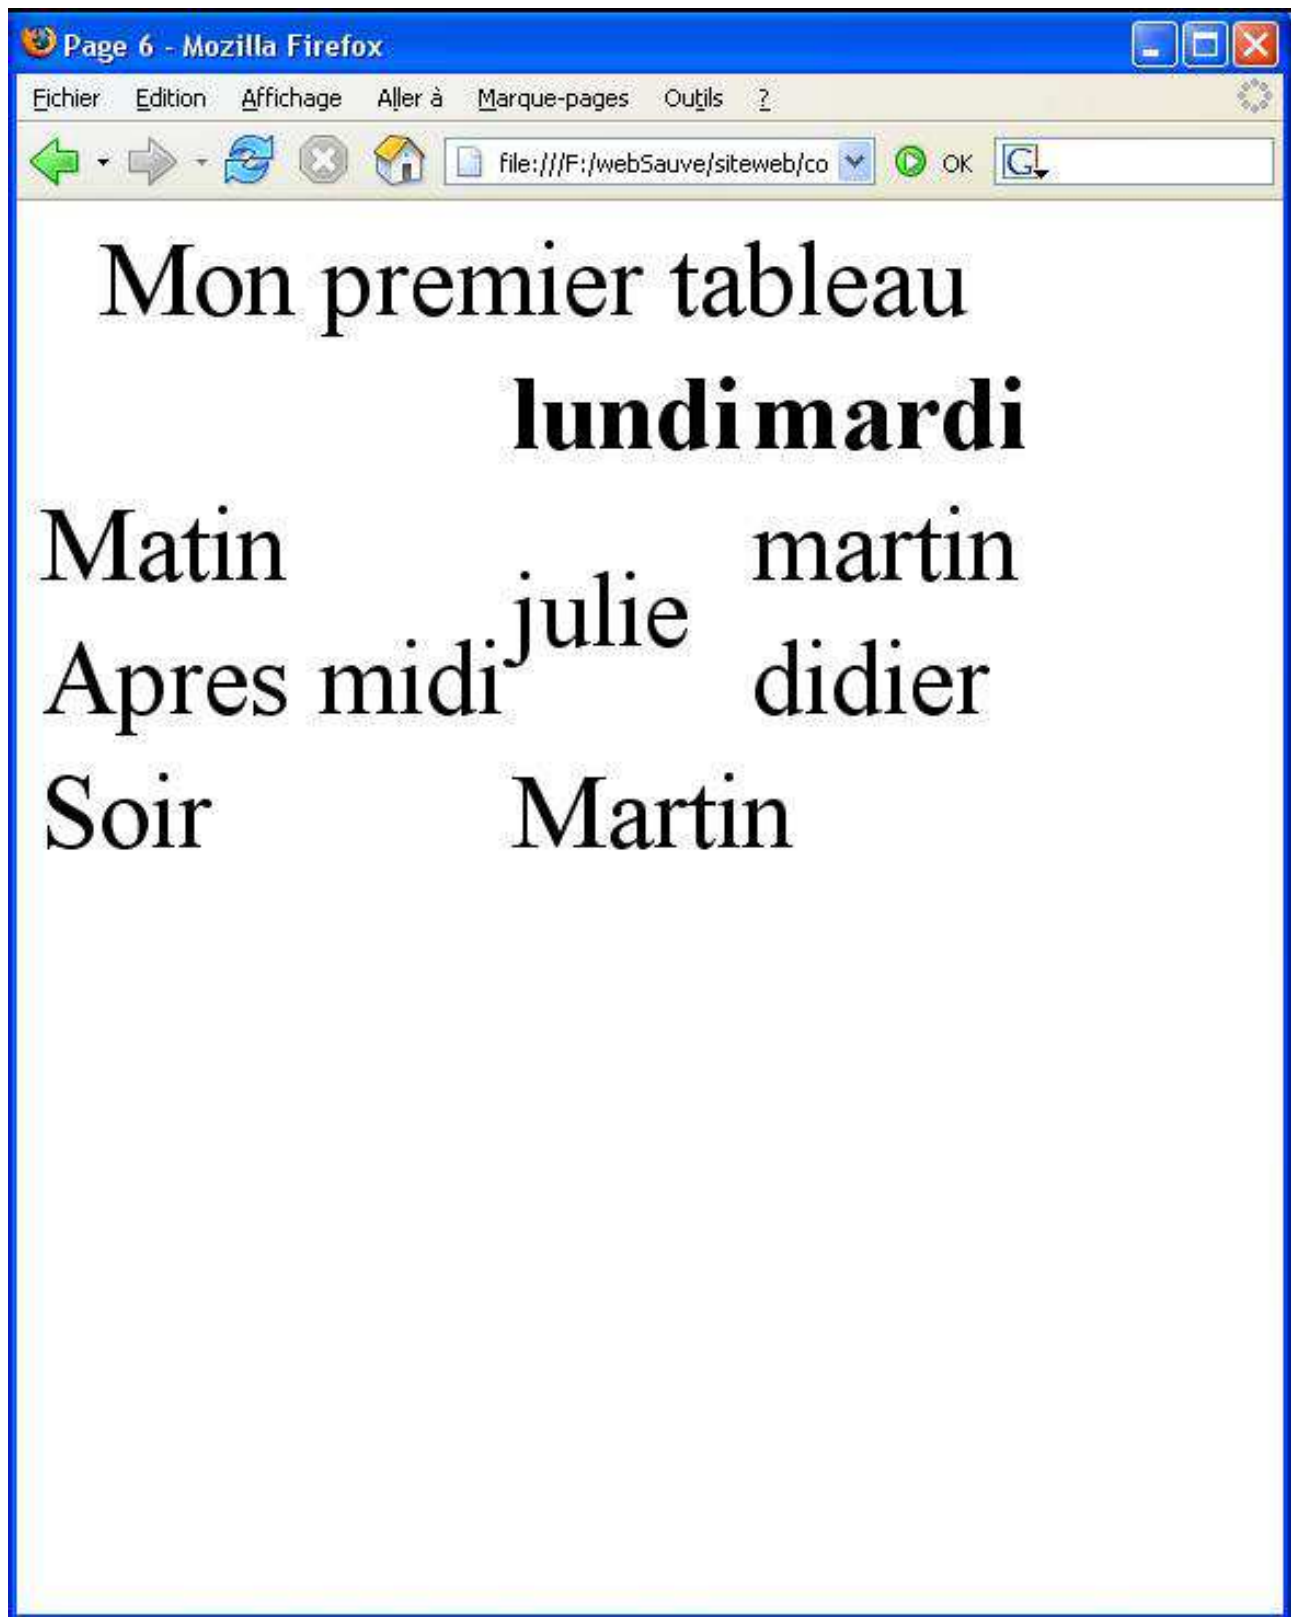 Page 6 - Mozilla Firefox
Fichier Edition Affichage Aller à Marque-pages Outils ?
file:///F:/webSauve/siteweb/co OK G
Mon premier tableau
lundi mardi
Matin martin
julie
Apres midi didier
Soir Martin